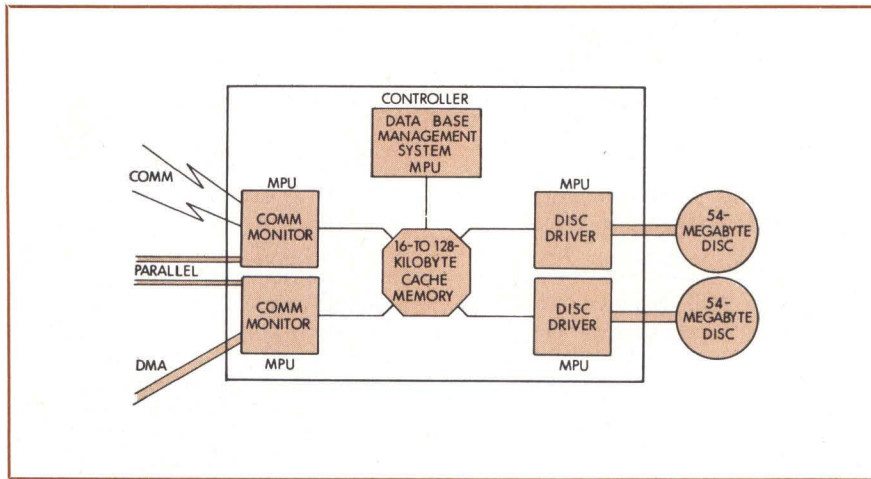 CONTROLLER
DATA BASE
MANAGEMENT
SYSTEM
MPU
COMM
MPU
COMM
MONITOR
PARALLEL
COMM
MONITOR
MPU
DMA
16-TO 128-
KILOBYTE
CACHE
MEMORY
MPU
DISC
DRIVER
54-
MEGABYTE
DISC
DISC
DRIVER
MPU
54-
MEGABYTE
DISC